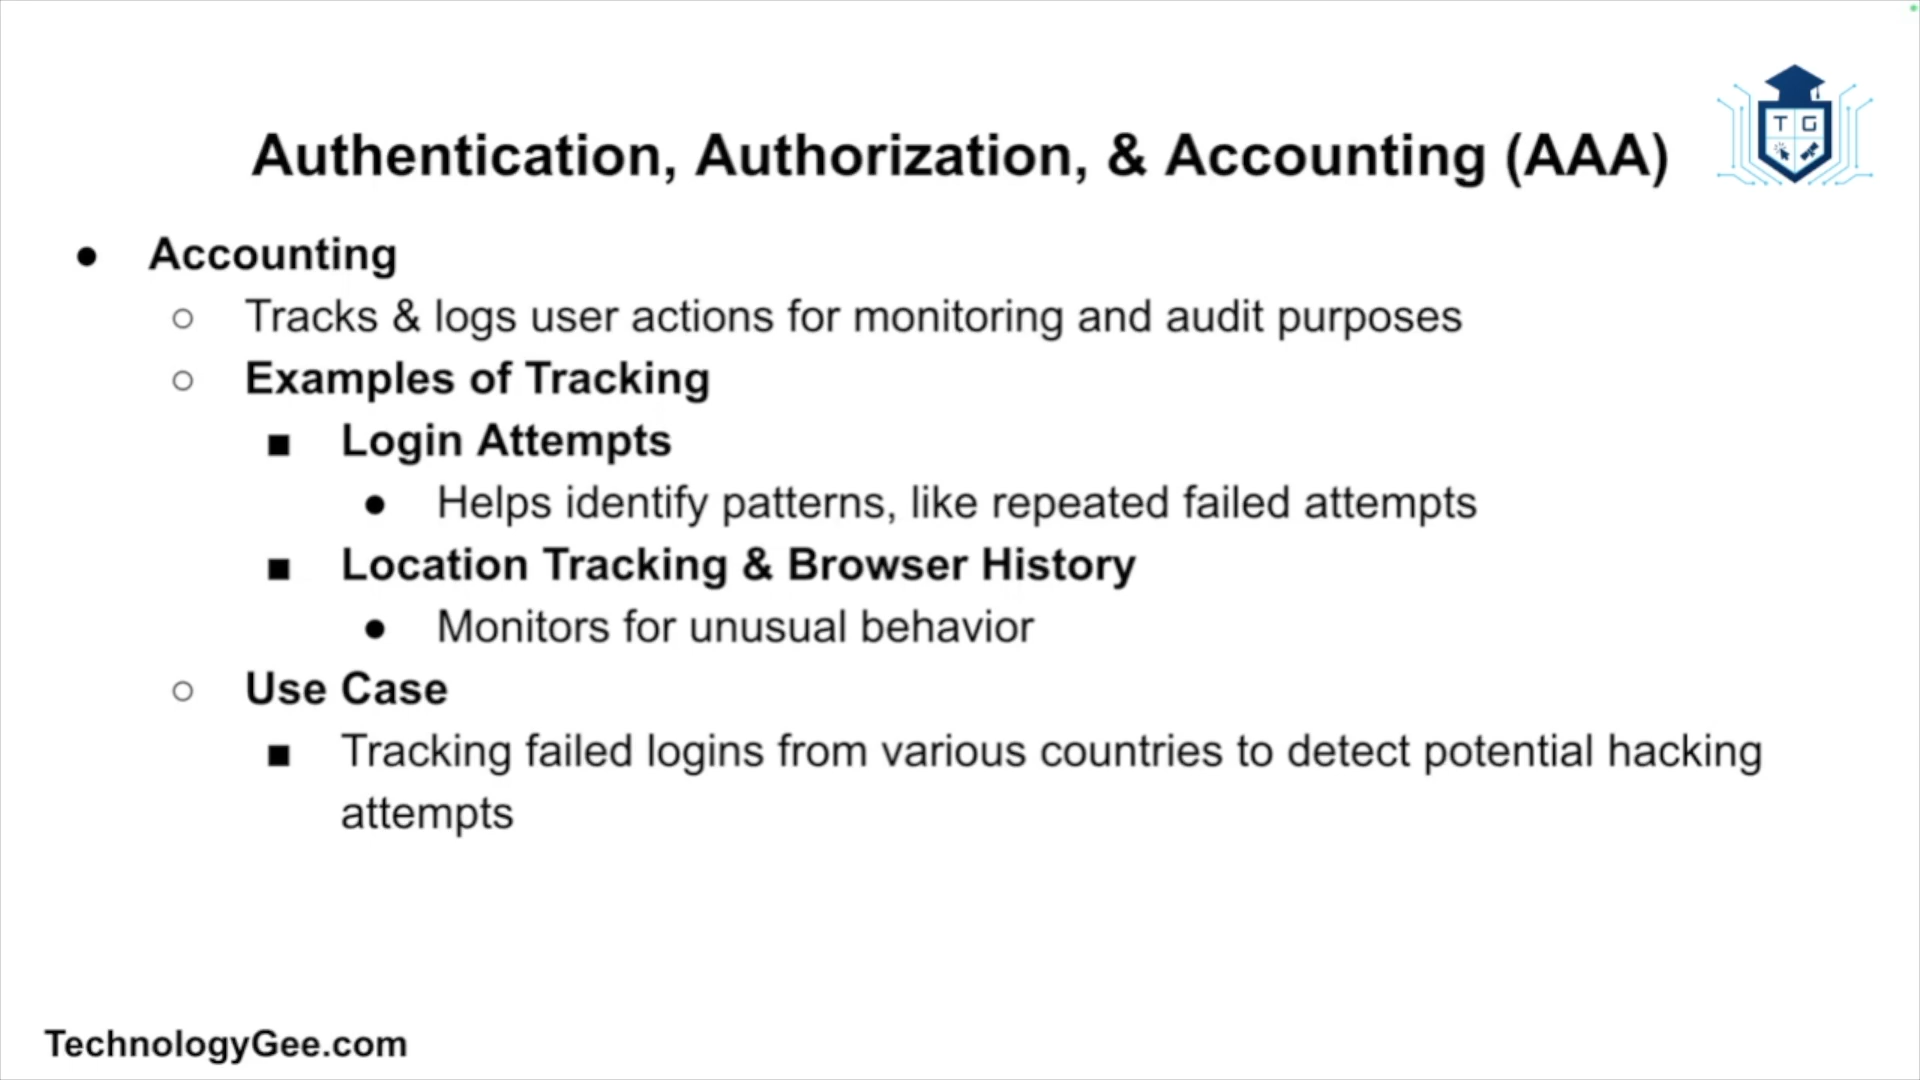 Authentication, Authorization, & Accounting (AAA)
T G
● Accounting
○ Tracks & logs user actions for monitoring and audit purposes
○ Examples of Tracking
■ Login Attempts
● Helps identify patterns, like repeated failed attempts
■ Location Tracking & Browser History
● Monitors for unusual behavior
○ Use Case
■ Tracking failed logins from various countries to detect potential hacking
attempts
TechnologyGee.com